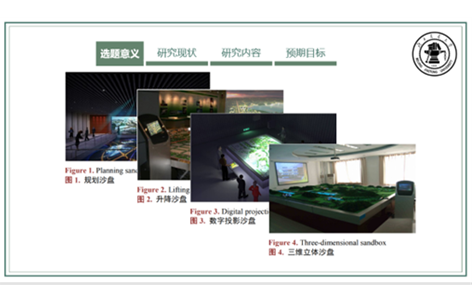 选题意义
研究现状
研究内容
预期目标
Figure 1. Planning san
图 1. 规划沙盘
Figure 2. Lifting
图 2. 升降沙盘
Figure 3. Digital project
图 3. 数字投影沙盘
Figure 4. Three-dimensional sandbox
图 4. 三维立体沙盘